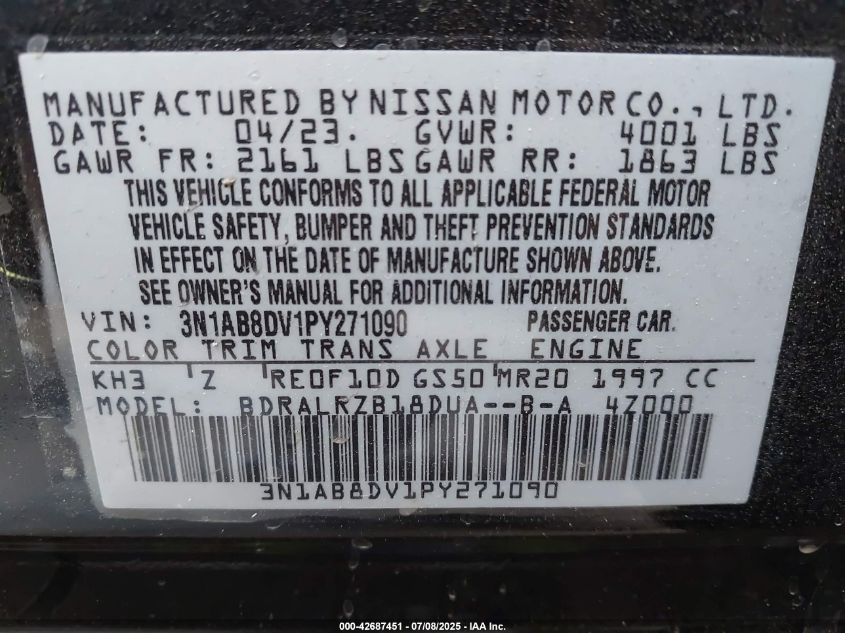 MANUFACTURED BY NISSAN MOTOR CO., LTD.
DATE: 04/23. GVWR: 4001 LBS
GAWR FR: 2161 LBS GAWR RR: 1863 LBS
THIS VEHICLE CONFORMS TO ALL APPLICABLE FEDERAL MOTOR
VEHICLE SAFETY, BUMPER AND THEFT PREVENTION STANDARDS
IN EFFECT ON THE DATE OF MANUFACTURE SHOWN ABOVE.
SEE OWNER'S MANUAL FOR ADDITIONAL INFORMATION
VIN: 3N1AB8DV1PY271090 PASSENGER CAR.
COLOR TRIM TRANS AXLE ENGINE
KH3 Z RE0F10D GS50 MR20 1997 CC
MODEL: BDRALRZB18DUA--B-A 4Z000
3N1AB8DV1PY271090
000-42687451 - 07/08/2025 - © IAA Inc.